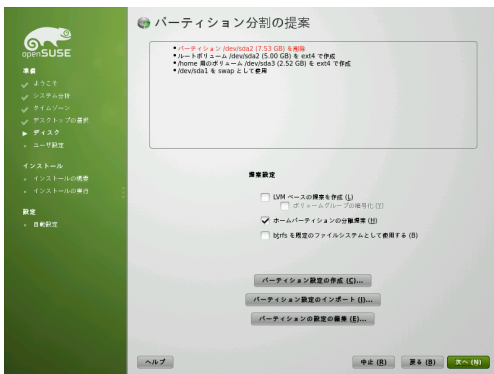 openSUSE
準備
ようこそ
システム分析
タイムゾーン
デスクトップの選択
ディスク
ユーザ設定
インストール
インストールの概要
インストールの実行
設定
自動設定
パーティション分割の提案
パーティション /dev/sda2 (7.53 GB) を削除
ルートボリューム /dev/sda2 (5.00 GB) を ext4 で作成
/home 用のボリューム /dev/sda3 (2.52 GB) を ext4 で作成
/dev/sda1 を swap として使用
提案設定
LVM ベースの提案を作成 (L)
ボリュームグループの暗号化 (Y)
ホームパーティションの分離提案 (H)
btrfs を既定のファイルシステムとして使用する (B)
パーティション設定の作成 (C)...
パーティション設定のインポート (I)...
パーティションの設定の編集 (E)...
ヘルプ
中止 (R)
戻る (B)
次へ (N)